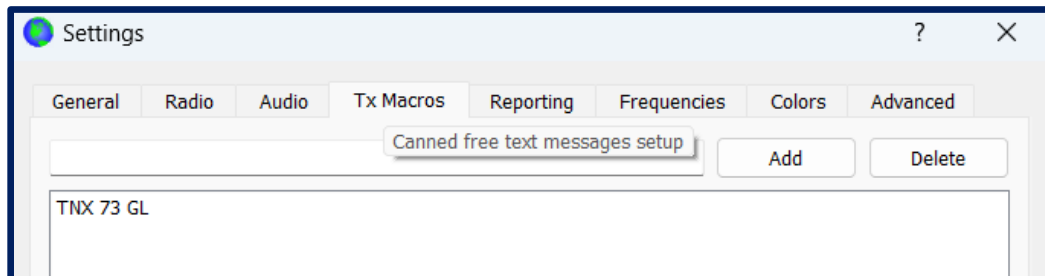 Settings ?
General Radio Audio Tx Macros Reporting Frequencies Colors Advanced
Canned free text messages setup
Add Delete
TNX 73 GL